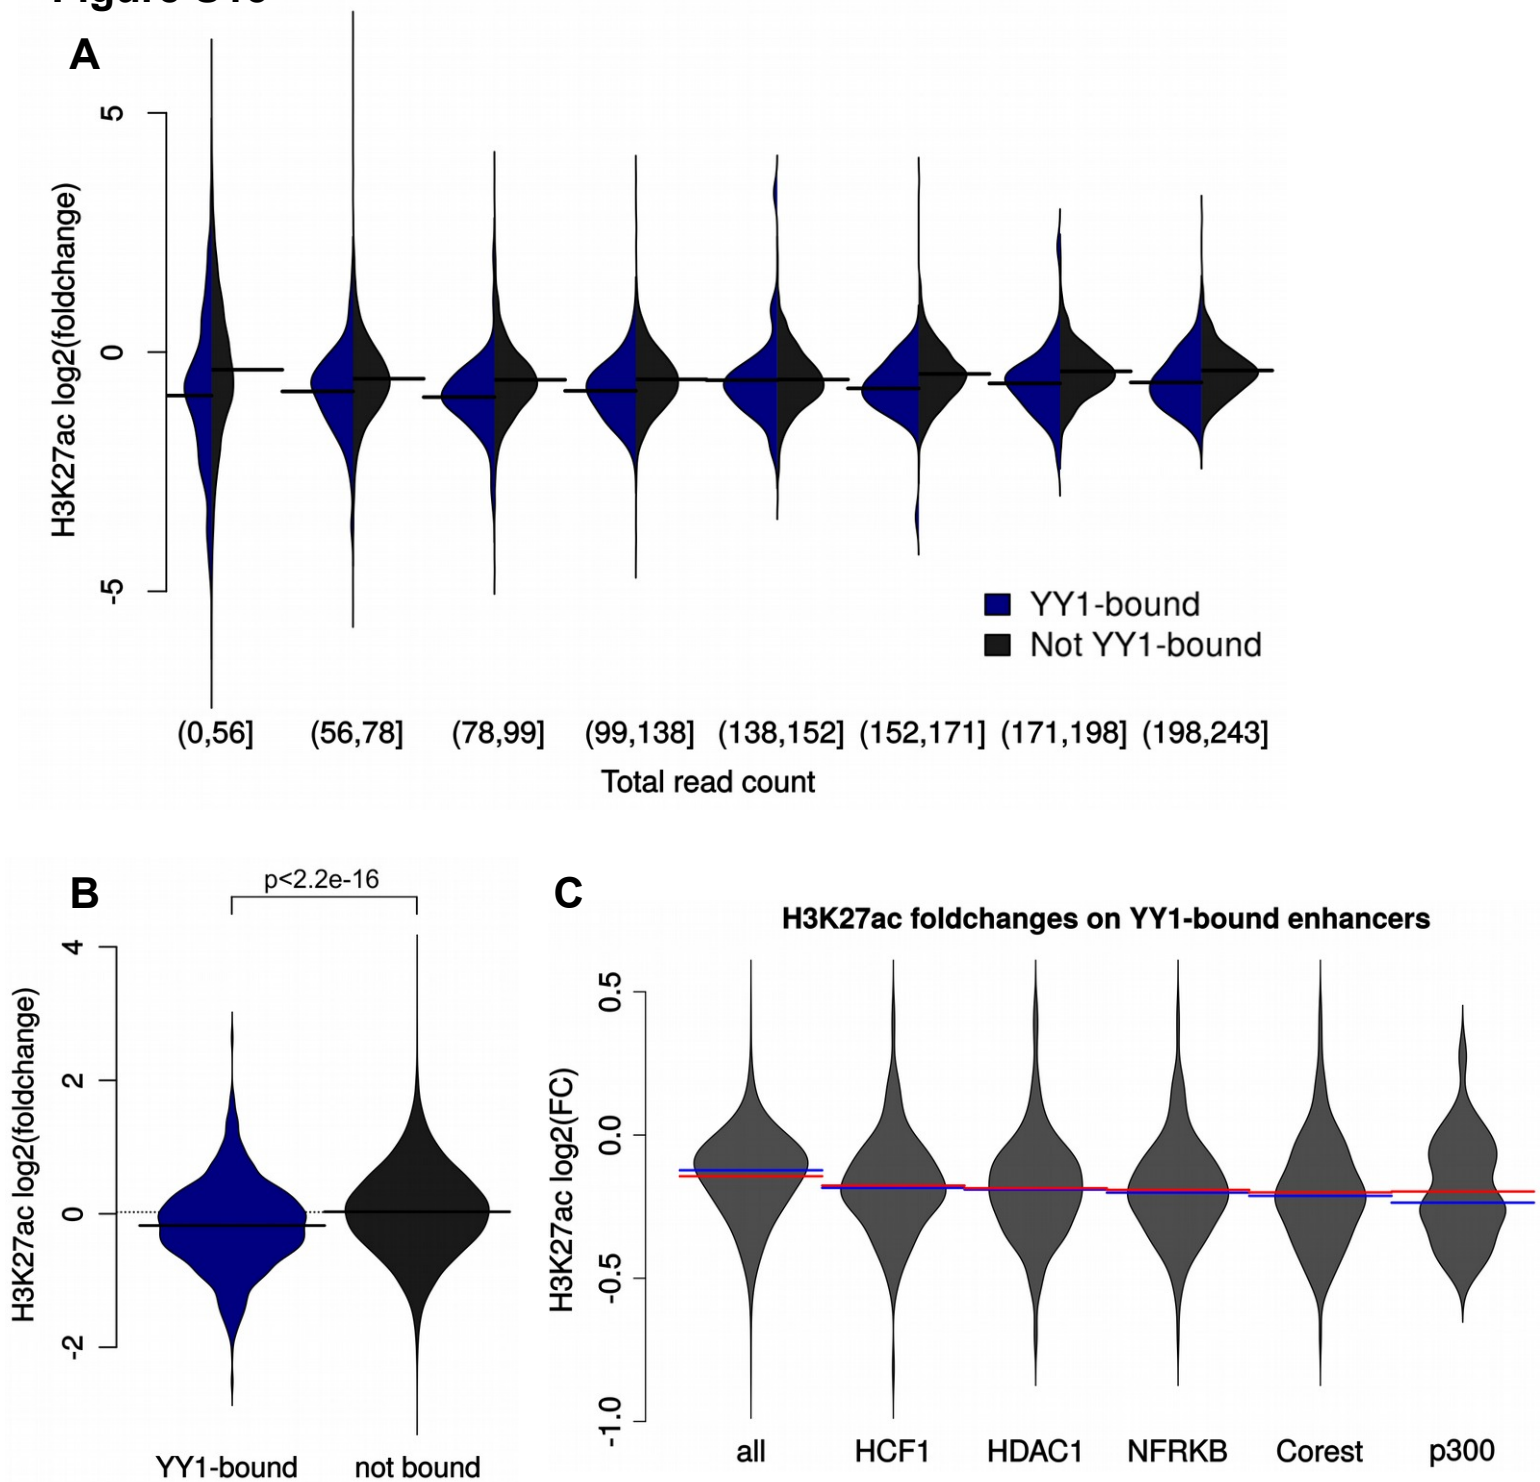 A
5
0
-5
H3K27ac log2(foldchange)
YY1-bound
Not YY1-bound
(0,56] (56,78] (78,99] (99,138] (138,152] (152,171] (171,198] (198,243]
Total read count
B
p<2.2e-16
4
2
0
-2
H3K27ac log2(foldchange)
YY1-bound not bound
C
H3K27ac foldchanges on YY1-bound enhancers
0.5
0.0
-0.5
-1.0
H3K27ac log2(FC)
all HCF1 HDAC1 NFRKB Corest p300